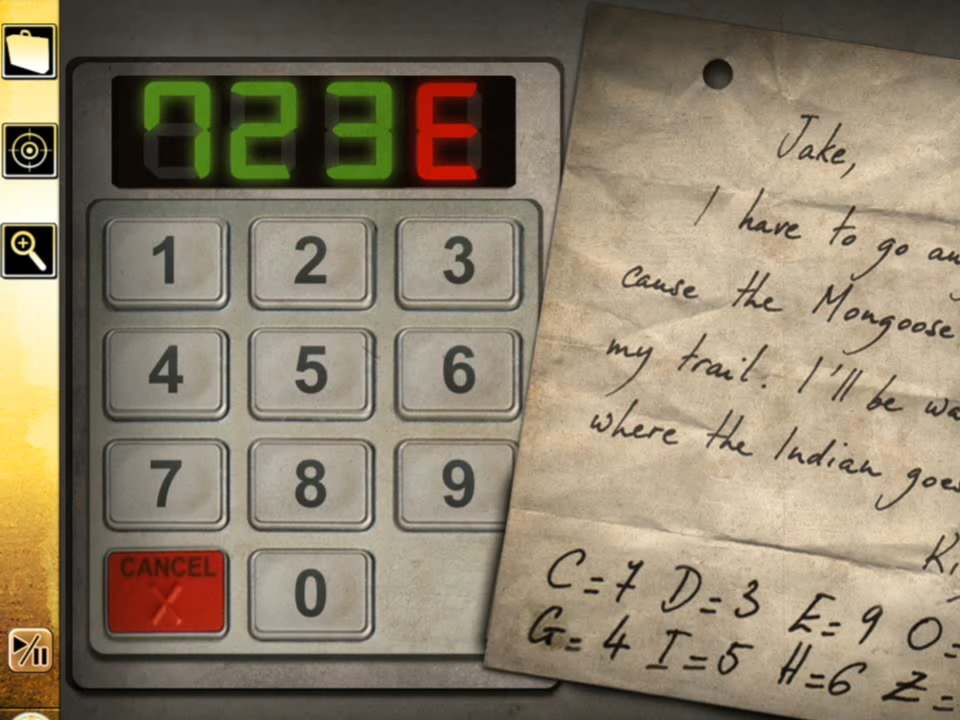 723E
1 2 3
4 5 6
7 8 9
CANCEL X 0
Jake,
I have to go
cause the Mongoose
my trail. I'll be
where the Indian
C=7 D=3 E=9 O=
G=4 I=5 H=6 Z=